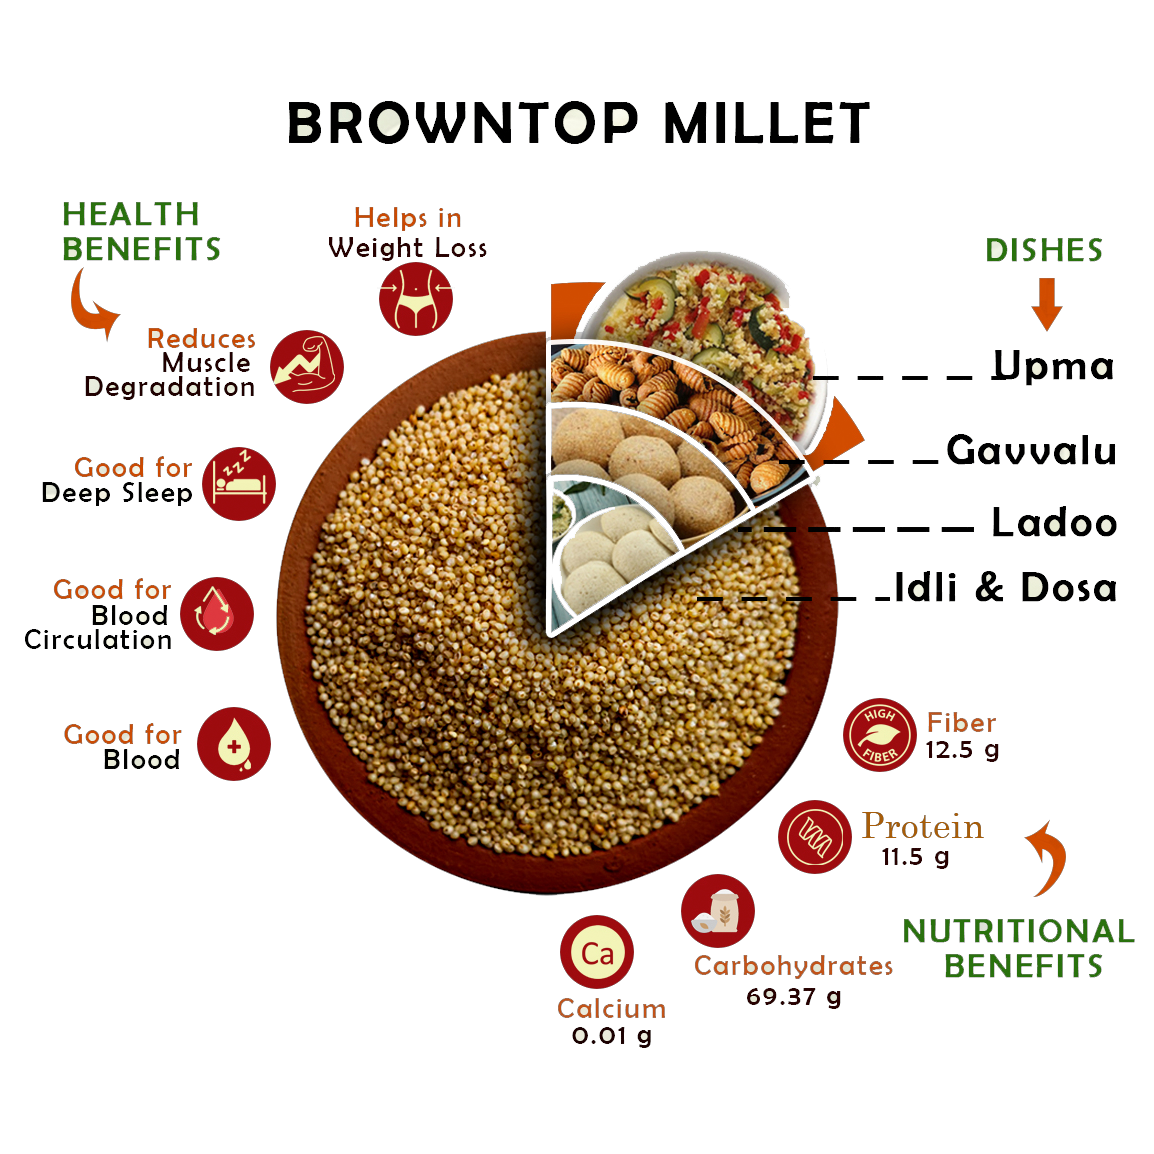 BROWNTOP MILLET
HEALTH
BENEFITS
Helps in
Weight Loss
Reduces
Muscle
Degradation
Good for
Deep Sleep
zzz
Good for
Blood
Circulation
Good for
Blood
DISHES
Upma
Gavvalu
Ladoo
Idli & Dosa
HIGH
FIBER
Fiber
12.5 g
Protein
11.5 g
Carbohydrates
69.37 g
Ca
Calcium
0.01 g
NUTRITIONAL
BENEFITS